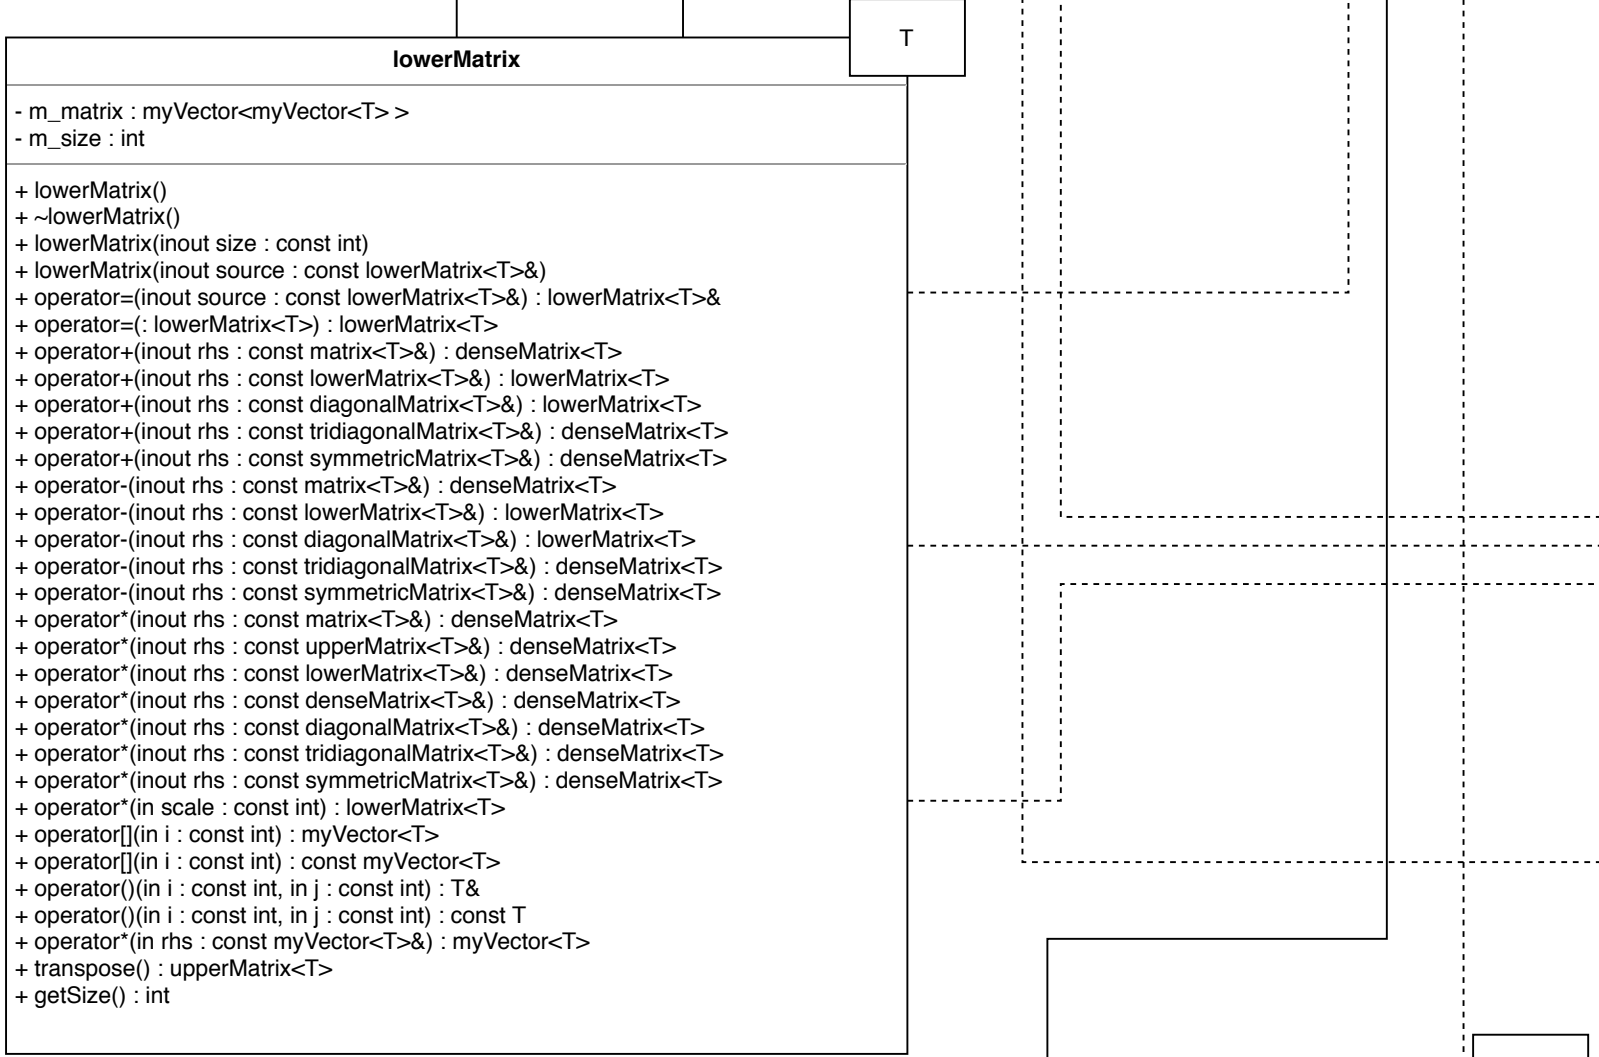 T
lowerMatrix
- m_matrix : myVector<myVector<T> >
- m_size : int
+ lowerMatrix()
+ ~lowerMatrix()
+ lowerMatrix(inout size : const int)
+ lowerMatrix(inout source : const lowerMatrix<T>&)
+ operator=(inout source : const lowerMatrix<T>&) : lowerMatrix<T>&
+ operator=(: lowerMatrix<T>) : lowerMatrix<T>
+ operator+(inout rhs : const matrix<T>&) : denseMatrix<T>
+ operator+(inout rhs : const lowerMatrix<T>&) : lowerMatrix<T>
+ operator+(inout rhs : const diagonalMatrix<T>&) : lowerMatrix<T>
+ operator+(inout rhs : const tridiagonalMatrix<T>&) : denseMatrix<T>
+ operator+(inout rhs : const symmetricMatrix<T>&) : denseMatrix<T>
+ operator-(inout rhs : const matrix<T>&) : denseMatrix<T>
+ operator-(inout rhs : const lowerMatrix<T>&) : lowerMatrix<T>
+ operator-(inout rhs : const diagonalMatrix<T>&) : lowerMatrix<T>
+ operator-(inout rhs : const tridiagonalMatrix<T>&) : denseMatrix<T>
+ operator-(inout rhs : const symmetricMatrix<T>&) : denseMatrix<T>
+ operator*(inout rhs : const matrix<T>&) : denseMatrix<T>
+ operator*(inout rhs : const upperMatrix<T>&) : denseMatrix<T>
+ operator*(inout rhs : const lowerMatrix<T>&) : denseMatrix<T>
+ operator*(inout rhs : const denseMatrix<T>&) : denseMatrix<T>
+ operator*(inout rhs : const diagonalMatrix<T>&) : denseMatrix<T>
+ operator*(inout rhs : const tridiagonalMatrix<T>&) : denseMatrix<T>
+ operator*(inout rhs : const symmetricMatrix<T>&) : denseMatrix<T>
+ operator*(in scale : const int) : lowerMatrix<T>
+ operator[](in i : const int) : myVector<T>
+ operator[](in i : const int) : const myVector<T>
+ operator()(in i : const int, in j : const int) : T&
+ operator()(in i : const int, in j : const int) : const T
+ operator*(in rhs : const myVector<T>&) : myVector<T>
+ transpose() : upperMatrix<T>
+ getSize() : int